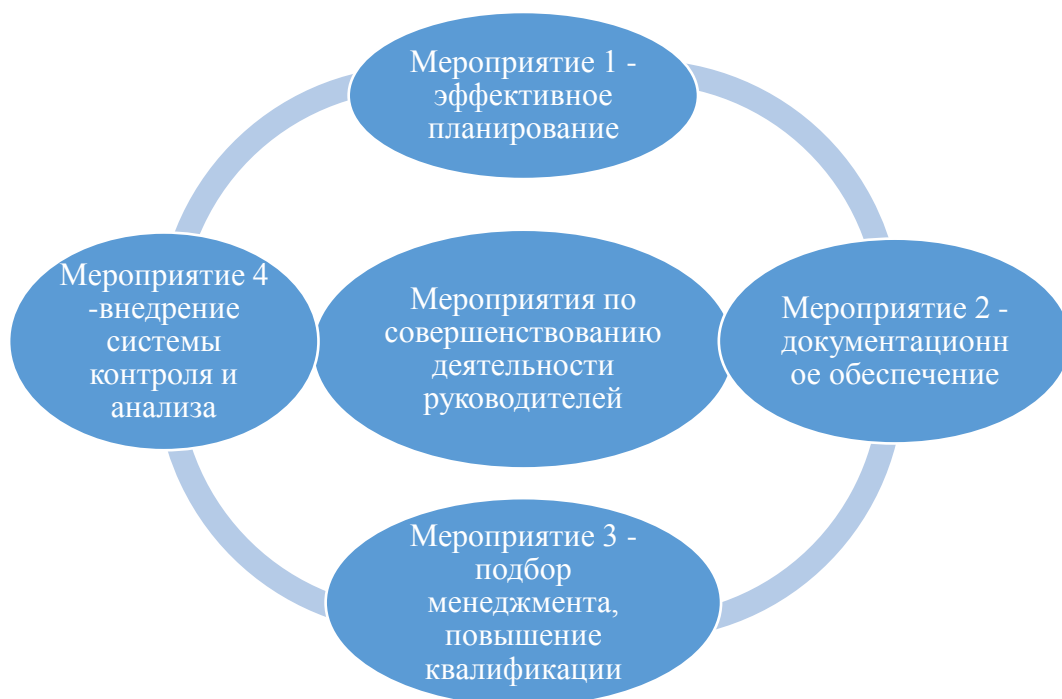 Мероприятие 1 -
эффективное
планирование
Мероприятие 4
-внедрение
системы
контроля и
анализа
Мероприятия по
совершенствованию
деятельности
руководителей
Мероприятие 2 -
документационн
ое обеспечение
Мероприятие 3 -
подбор
менеджмента,
повышение
квалификации